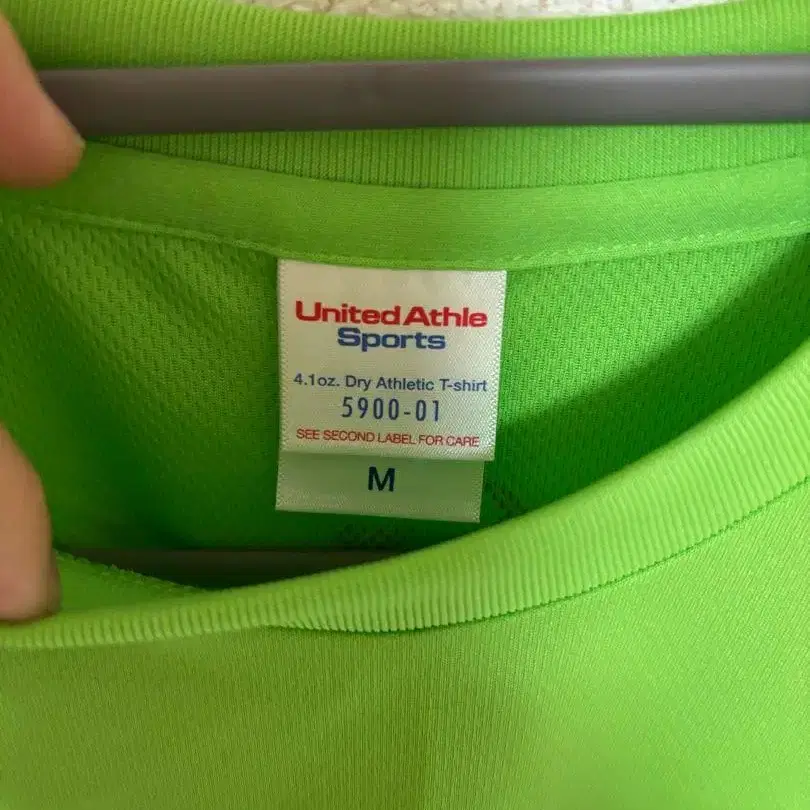 United Athle
Sports
4.1oz. Dry Athletic T-shirt
5900-01
SEE SECOND LABEL FOR CARE
M